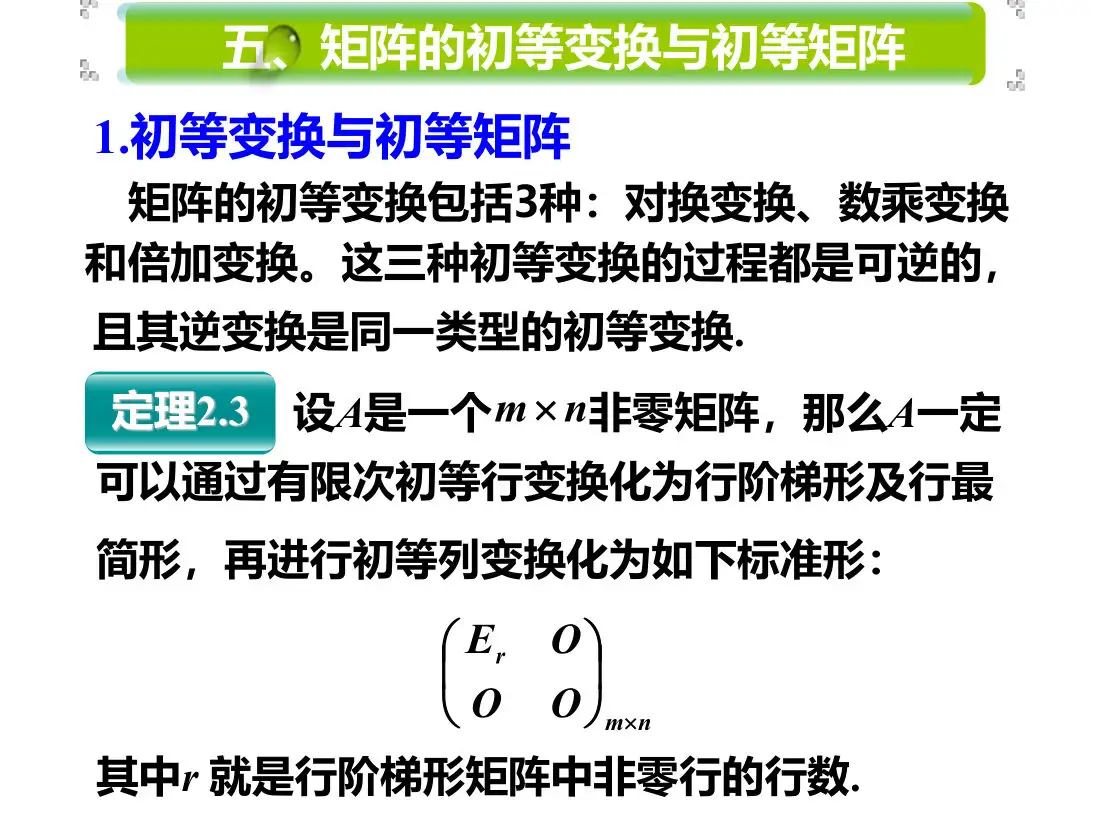 五、矩阵的初等变换与初等矩阵
1.初等变换与初等矩阵
矩阵的初等变换包括3种：对换变换、数乘变换
和倍加变换。这三种初等变换的过程都是可逆的，
且其逆变换是同一类型的初等变换.
定理2.3 设A是一个m × n非零矩阵，那么A一定
可以通过有限次初等行变换化为行阶梯形及行最
简形，再进行初等列变换化为如下标准形：
( E_r O
O O )_{m×n}
其中r 就是行阶梯形矩阵中非零行的行数.